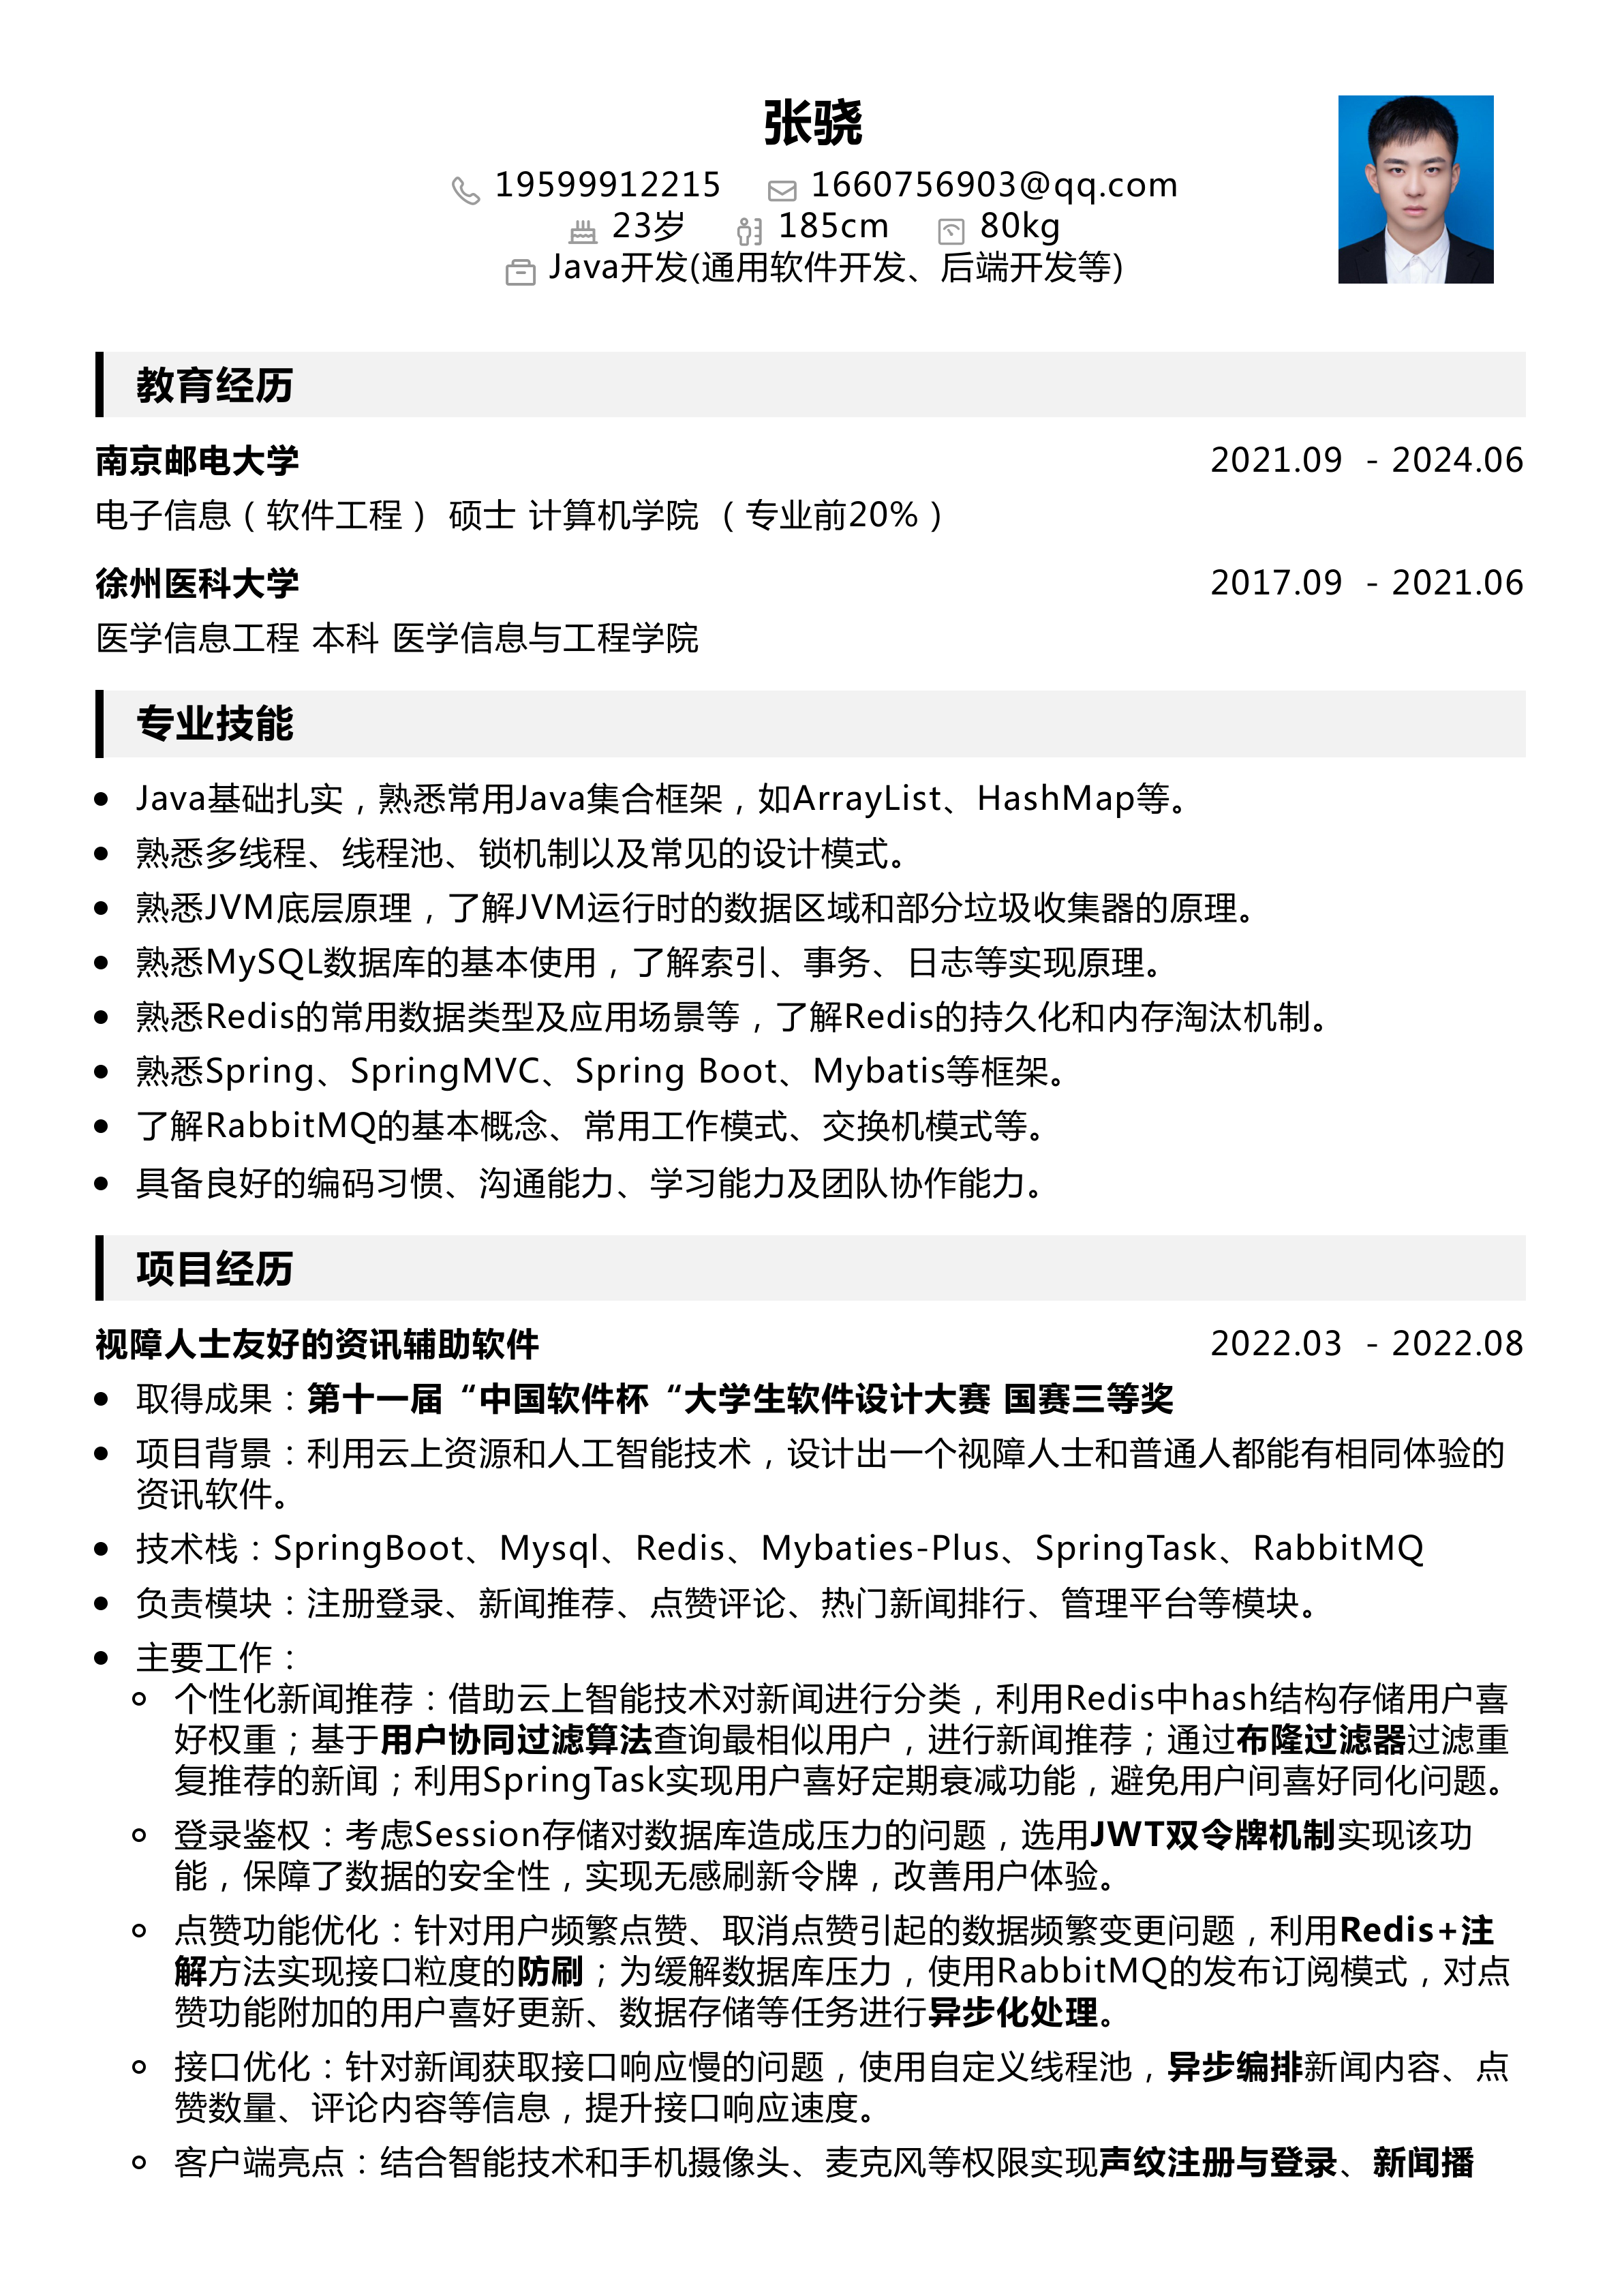 张骁
19599912215 1660756903@qq.com
23岁 185cm 80kg
Java开发(通用软件开发、后端开发等)
教育经历
南京邮电大学 2021.09 - 2024.06
电子信息（软件工程） 硕士 计算机学院 （专业前20%）
徐州医科大学 2017.09 - 2021.06
医学信息工程 本科 医学信息与工程学院
专业技能
Java基础扎实，熟悉常用Java集合框架，如ArrayList、HashMap等。
熟悉多线程、线程池、锁机制以及常见的设计模式。
熟悉JVM底层原理，了解JVM运行时的数据区域和部分垃圾收集器的原理。
熟悉MySQL数据库的基本使用，了解索引、事务、日志等实现原理。
熟悉Redis的常用数据类型及应用场景等，了解Redis的持久化和内存淘汰机制。
熟悉Spring、SpringMVC、Spring Boot、Mybatis等框架。
了解RabbitMQ的基本概念、常用工作模式、交换机模式等。
具备良好的编码习惯、沟通能力、学习能力及团队协作能力。
项目经历
视障人士友好的资讯辅助软件 2022.03 - 2022.08
取得成果：第十一届“中国软件杯“大学生软件设计大赛 国赛三等奖
项目背景：利用云上资源和人工智能技术，设计出一个视障人士和普通人都能有相同体验的
资讯软件。
技术栈：SpringBoot、Mysql、Redis、Mybaties-Plus、SpringTask、RabbitMQ
负责模块：注册登录、新闻推荐、点赞评论、热门新闻排行、管理平台等模块。
主要工作：
个性化新闻推荐：借助云上智能技术对新闻进行分类，利用Redis中hash结构存储用户喜
好权重；基于用户协同过滤算法查询最相似用户，进行新闻推荐；通过布隆过滤器过滤重
复推荐的新闻；利用SpringTask实现用户喜好定期衰减功能，避免用户间喜好同化问题。
登录鉴权：考虑Session存储对数据库造成压力的问题，选用JWT双令牌机制实现该功
能，保障了数据的安全性，实现无感刷新令牌，改善用户体验。
点赞功能优化：针对用户频繁点赞、取消点赞引起的数据频繁变更问题，利用Redis+注
解方法实现接口粒度的防刷；为缓解数据库压力，使用RabbitMQ的发布订阅模式，对点
赞功能附加的用户喜好更新、数据存储等任务进行异步化处理。
接口优化：针对新闻获取接口响应慢的问题，使用自定义线程池，异步编排新闻内容、点
赞数量、评论内容等信息，提升接口响应速度。
客户端亮点：结合智能技术和手机摄像头、麦克风等权限实现声纹注册与登录、新闻播